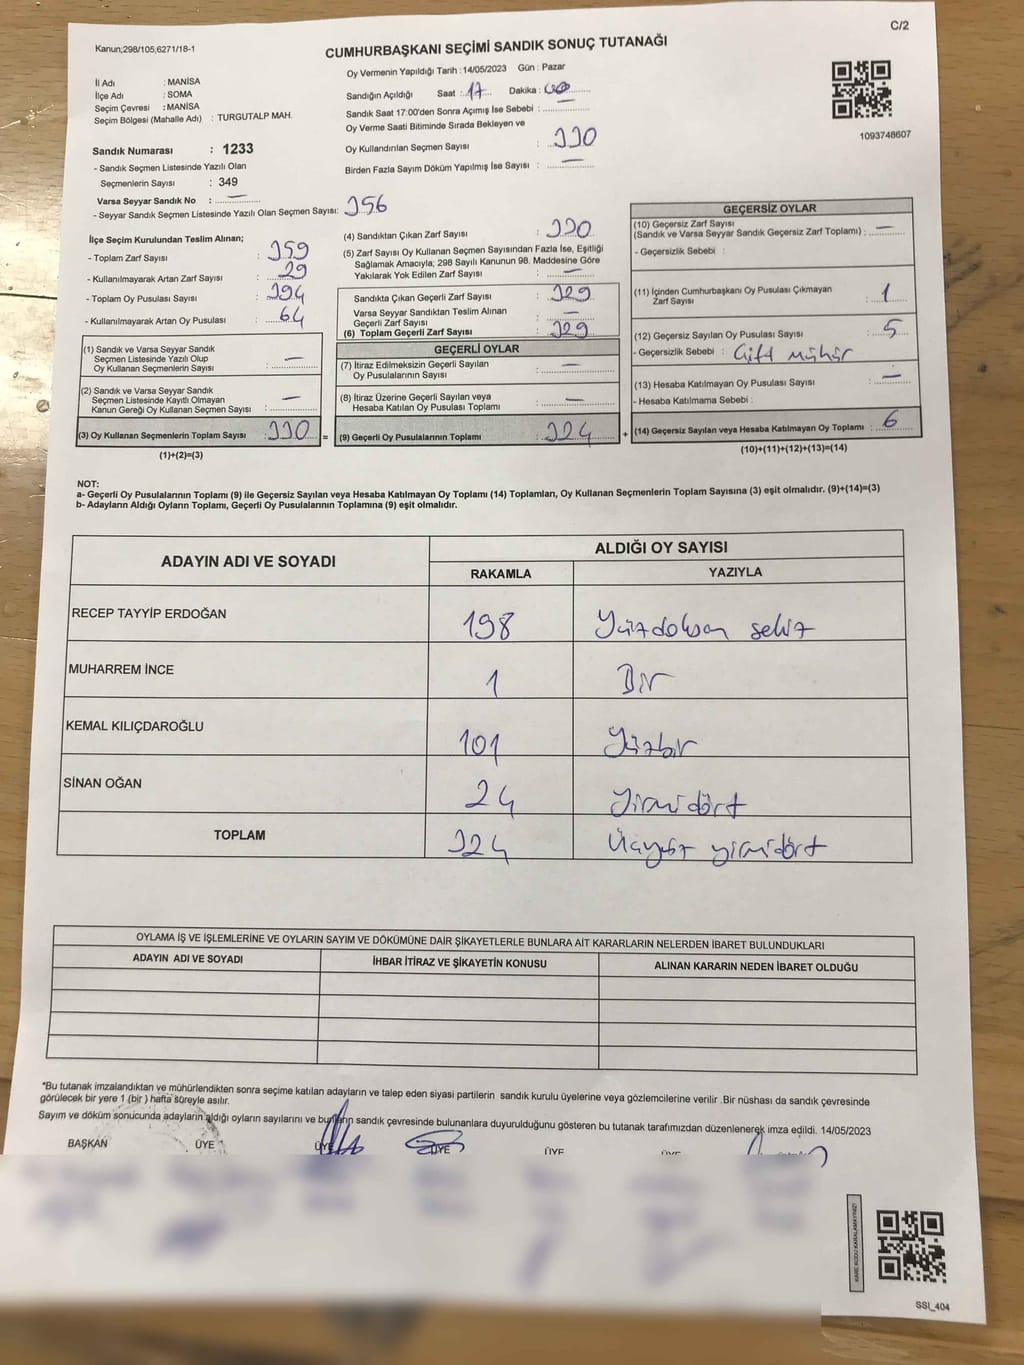 C/2
Kanun;298/105,6271/18-1
CUMHURBAŞKANI SEÇİMİ SANDIK SONUÇ TUTANAĞI
Oy Vermenin Yapıldığı Tarih :14/05/2023 Gün : Pazar
İl Adı : MANİSA
İlçe Adı : SOMA
Seçim Çevresi : MANİSA
Seçim Bölgesi (Mahalle Adı) : TURGUTALP MAH.
Sandığın Açıldığı Saat : 17 Dakika : 00
Sandık Saat 17:00'den Sonra Açımış İse Sebebi : —
Oy Verme Saati Bitiminde Sırada Bekleyen ve
Oy Kullandırılan Seçmen Sayısı : 330
Birden Fazla Sayım Döküm Yapılmış İse Sayısı : —
1093748607
Sandık Numarası : 1233
- Sandık Seçmen Listesinde Yazılı Olan
Seçmenlerin Sayısı : 349
Varsa Seyyar Sandık No : —
- Seyyar Sandık Seçmen Listesinde Yazılı Olan Seçmen Sayısı: 356
İlçe Seçim Kurulundan Teslim Alınan;
- Toplam Zarf Sayısı : 359
- Kullanılmayarak Artan Zarf Sayısı : 29
- Toplam Oy Pusulası Sayısı : 394
- Kullanılmayarak Artan Oy Pusulası : 64
(1) Sandık ve Varsa Seyyar Sandık
Seçmen Listesinde Yazılı Olup
Oy Kullanan Seçmenlerin Sayısı : —
(2) Sandık ve Varsa Seyyar Sandık
Seçmen Listesinde Kayıtlı Olmayan
Kanun Gereği Oy Kullanan Seçmen Sayısı : —
(3) Oy Kullanan Seçmenlerin Toplam Sayısı : 330
(1)+(2)=(3)
(4) Sandıktan Çıkan Zarf Sayısı : 330
(5) Zarf Sayısı Oy Kullanan Seçmen Sayısından Fazla İse, Eşitliği
Sağlamak Amacıyla; 298 Sayılı Kanunun 98. Maddesine Göre
Yakılarak Yok Edilen Zarf Sayısı : —
Sandıkta Çıkan Geçerli Zarf Sayısı : 329
Varsa Seyyar Sandıktan Teslim Alınan
Geçerli Zarf Sayısı : —
(6) Toplam Geçerli Zarf Sayısı : 329
GEÇERLİ OYLAR
(7) İtiraz Edilmeksizin Geçerli Sayılan
Oy Pusulalarının Sayısı : —
(8) İtiraz Üzerine Geçerli Sayılan veya
Hesaba Katılan Oy Pusulası Toplamı : —
= (9) Geçerli Oy Pusulalarının Toplamı : 324 +
GEÇERSİZ OYLAR
(10) Geçersiz Zarf Sayısı
(Sandık ve Varsa Seyyar Sandık Geçersiz Zarf Toplamı) : —
- Geçersizlik Sebebi :
(11) İçinden Cumhurbaşkanı Oy Pusulası Çıkmayan
Zarf Sayısı : 1
(12) Geçersiz Sayılan Oy Pusulası Sayısı : 5
- Geçersizlik Sebebi : Çift mühür
(13) Hesaba Katılmayan Oy Pusulası Sayısı : —
- Hesaba Katılmama Sebebi :
(14) Geçersiz Sayılan veya Hesaba Katılmayan Oy Toplamı : 6
(10)+(11)+(12)+(13)=(14)
NOT:
a- Geçerli Oy Pusulalarının Toplamı (9) ile Geçersiz Sayılan veya Hesaba Katılmayan Oy Toplamı (14) Toplamları, Oy Kullanan Seçmenlerin Toplam Sayısına (3) eşit olmalıdır. (9)+(14)=(3)
b- Adayların Aldığı Oyların Toplamı, Geçerli Oy Pusulalarının Toplamına (9) eşit olmalıdır.
ADAYIN ADI VE SOYADI ALDIĞI OY SAYISI
RAKAMLA YAZIYLA
RECEP TAYYİP ERDOĞAN 198 Yüzdoksan sekiz
MUHARREM İNCE 1 Bir
KEMAL KILIÇDAROĞLU 101 Yüzbir
SİNAN OĞAN 24 Yirmidört
TOPLAM 324 Üçyüz yirmidört
OYLAMA İŞ VE İŞLEMLERİNE VE OYLARIN SAYIM VE DÖKÜMÜNE DAİR ŞİKAYETLERLE BUNLARA AİT KARARLARIN NELERDEN İBARET BULUNDUKLARI
ADAYIN ADI VE SOYADI İHBAR İTİRAZ VE ŞİKAYETİN KONUSU ALINAN KARARIN NEDEN İBARET OLDUĞU
*Bu tutanak imzalandıktan ve mühürlendikten sonra seçime katılan adayların ve talep eden siyasi partilerin sandık kurulu üyelerine veya gözlemcilerine verilir .Bir nüshası da sandık çevresinde
görülecek bir yere 1 (bir ) hafta süreyle asılır.
Sayım ve döküm sonucunda adayların aldığı oyların sayılarını ve bunların sandık çevresinde bulunanlara duyurulduğunu gösteren bu tutanak tarafımızdan düzenlenerek imza edildi. 14/05/2023
BAŞKAN ÜYE ÜYE ÜYE ÜYE ÜYE
KARE KODU KARALAMAYINIZ!
SSI_404